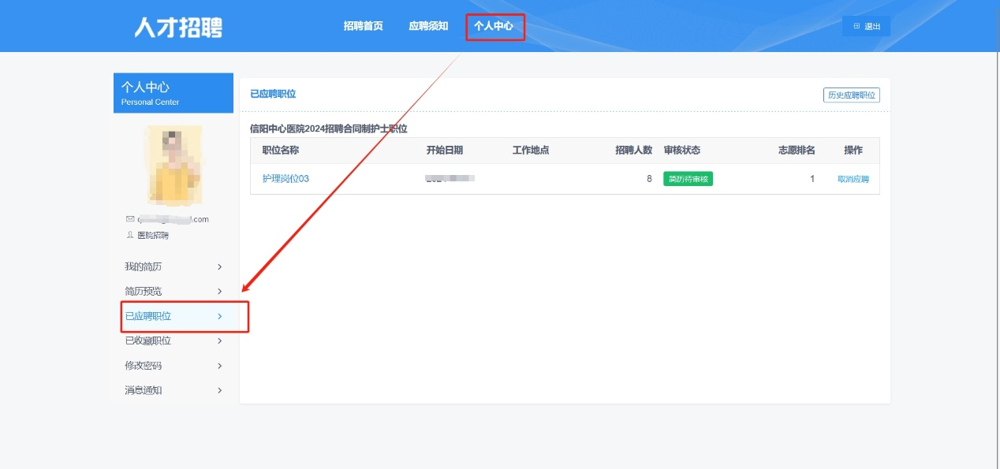 人才招聘
招聘首页 应聘须知 个人中心 退出
个人中心
Personal Center
.com
医院招聘
我的简历
简历预览
已应聘职位
已收藏职位
修改密码
消息通知
已应聘职位 历史应聘职位
信阳中心医院2024招聘合同制护士职位
职位名称 开始日期 工作地点 招聘人数 审核状态 志愿排名 操作
护理岗位03 8 简历待审核 1 取消应聘